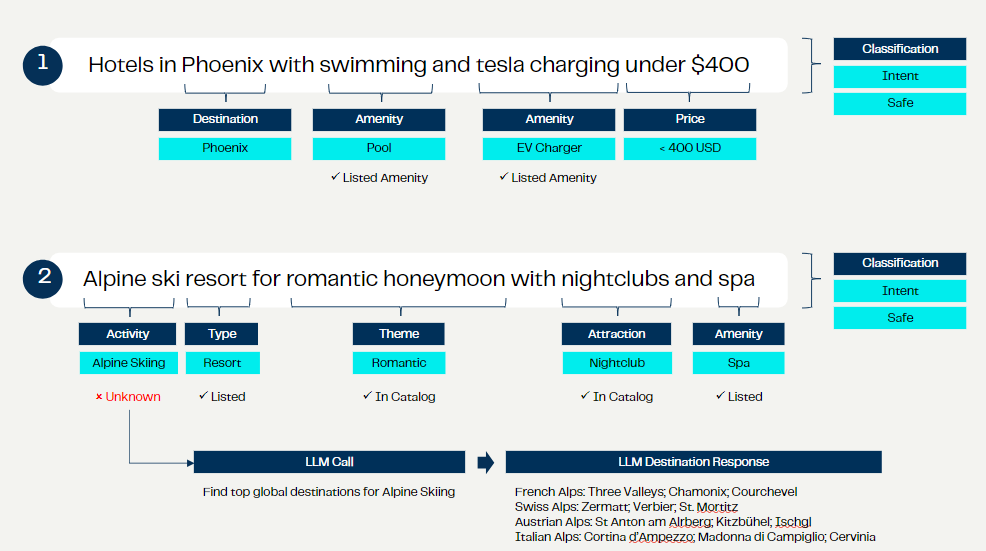 1
Hotels in Phoenix with swimming and tesla charging under $400
Classification
Intent
Safe
Destination
Amenity
Amenity
Price
Phoenix
Pool
EV Charger
< 400 USD
✓ Listed Amenity
✓ Listed Amenity
2
Alpine ski resort for romantic honeymoon with nightclubs and spa
Classification
Intent
Safe
Activity
Type
Theme
Attraction
Amenity
Alpine Skiing
Resort
Romantic
Nightclub
Spa
× Unknown
✓ Listed
✓ In Catalog
✓ In Catalog
✓ Listed
LLM Call
LLM Destination Response
Find top global destinations for Alpine Skiing
French Alps: Three Valleys; Chamonix; Courchevel
Swiss Alps: Zermatt; Verbier; St. Mortitz
Austrian Alps: St Anton am Alrberg; Kitzbühel; Ischgl
Italian Alps: Cortina d'Ampezzo; Madonna di Campiglio; Cervinia